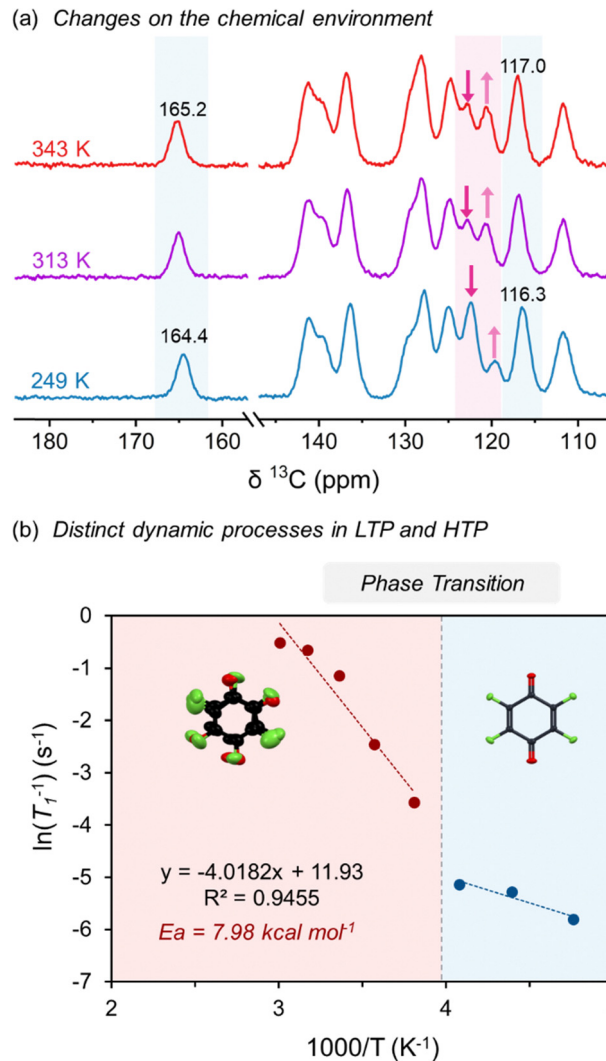 (a) Changes on the chemical environment
165.2
117.0
343 K
313 K
164.4
116.3
249 K
180 170 160 140 130 120 110
δ ¹³C (ppm)
(b) Distinct dynamic processes in LTP and HTP
Phase Transition
0
-1
-2
-3
-4
-5
-6
-7
ln(T₁⁻¹) (s⁻¹)
y = -4.0182x + 11.93
R² = 0.9455
Ea = 7.98 kcal mol⁻¹
2 3 4
1000/T (K⁻¹)